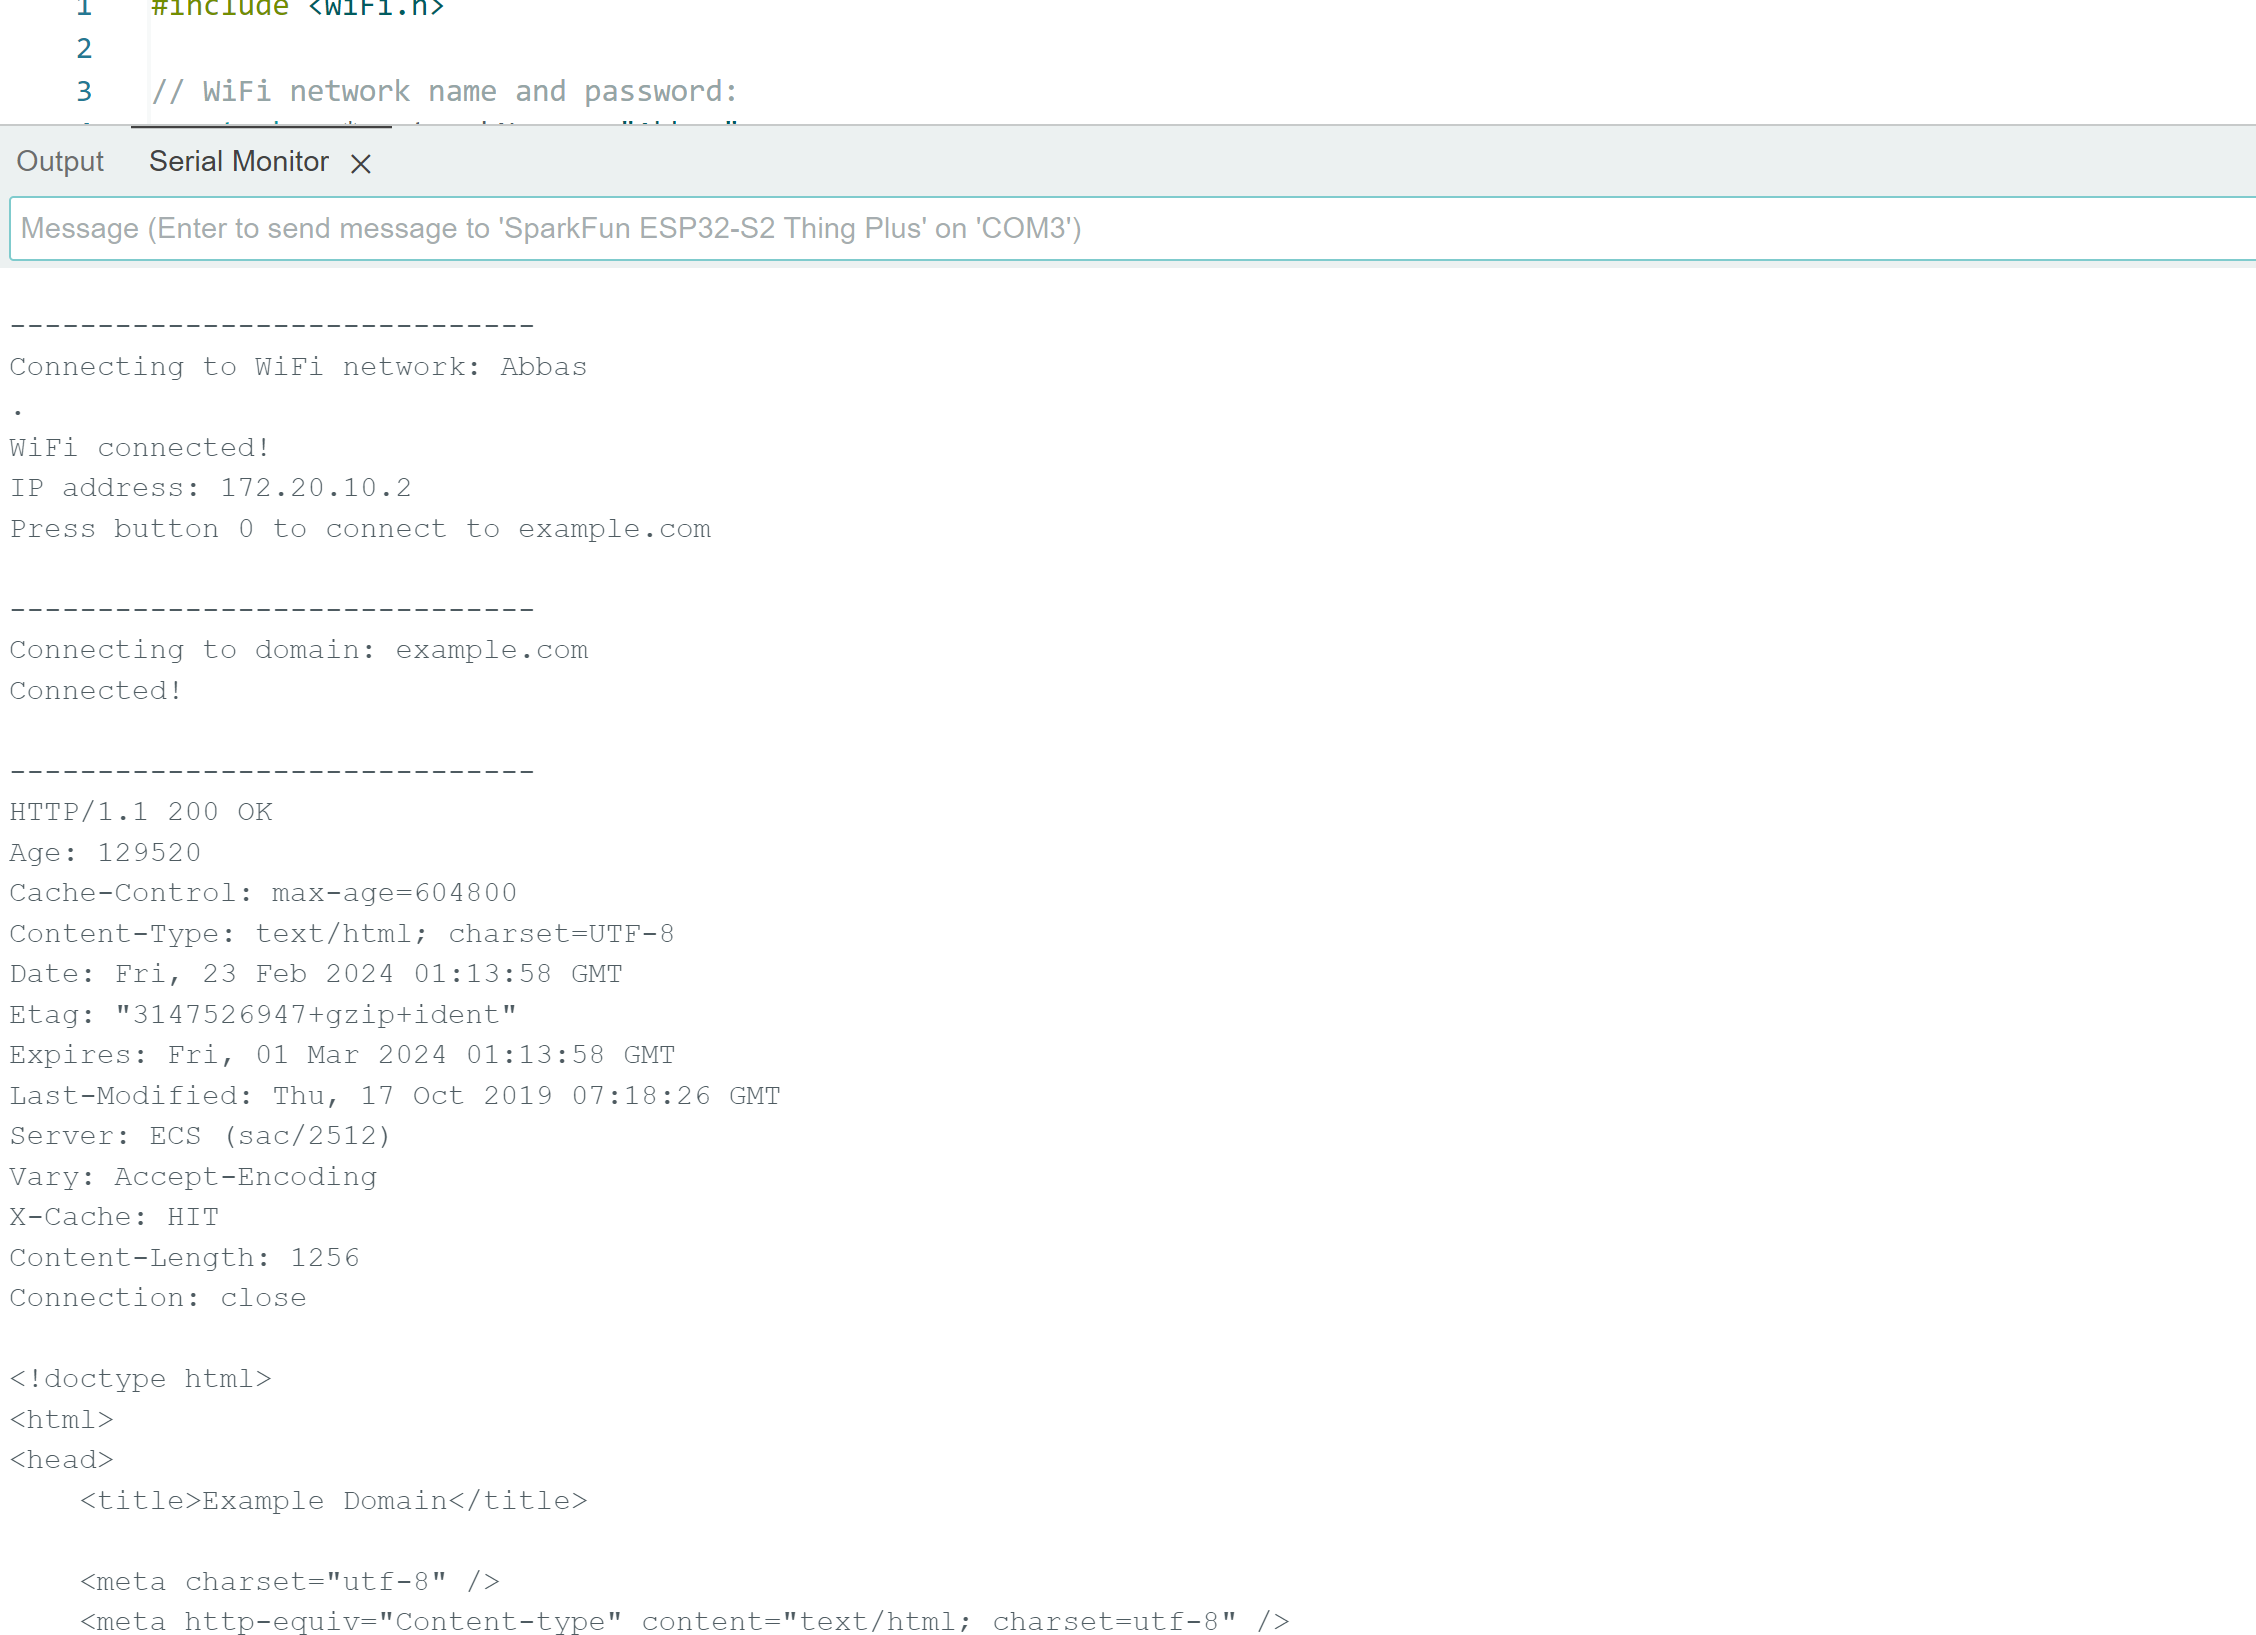 1 #include <WiFi.h>
2
3 // WiFi network name and password:
Output Serial Monitor
Message (Enter to send message to 'SparkFun ESP32-S2 Thing Plus' on 'COM3')
------------------------------
Connecting to WiFi network: Abbas
.
WiFi connected!
IP address: 172.20.10.2
Press button 0 to connect to example.com
------------------------------
Connecting to domain: example.com
Connected!
------------------------------
HTTP/1.1 200 OK
Age: 129520
Cache-Control: max-age=604800
Content-Type: text/html; charset=UTF-8
Date: Fri, 23 Feb 2024 01:13:58 GMT
Etag: "3147526947+gzip+ident"
Expires: Fri, 01 Mar 2024 01:13:58 GMT
Last-Modified: Thu, 17 Oct 2019 07:18:26 GMT
Server: ECS (sac/2512)
Vary: Accept-Encoding
X-Cache: HIT
Content-Length: 1256
Connection: close
<!doctype html>
<html>
<head>
    <title>Example Domain</title>
    <meta charset="utf-8" />
    <meta http-equiv="Content-type" content="text/html; charset=utf-8" />